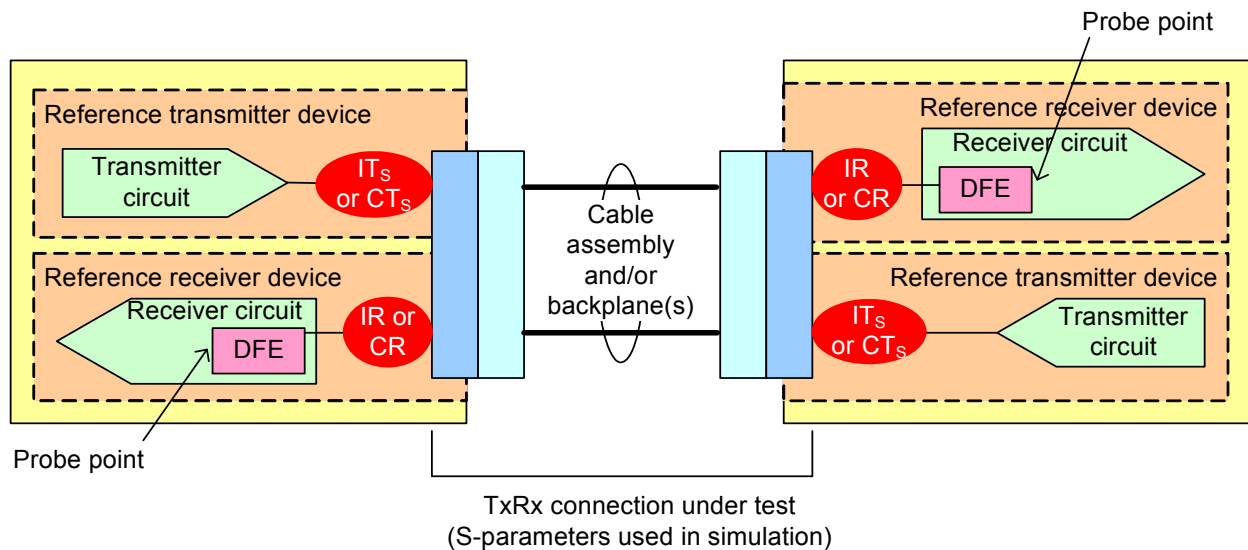 Probe point
Reference transmitter device
Transmitter
circuit
ITS
or CTS
Reference receiver device
Receiver circuit
DFE
IR or
CR
Probe point
Cable
assembly
and/or
backplane(s)
Reference receiver device
Receiver circuit
IR
or CR
DFE
Reference transmitter device
ITS
or CTS
Transmitter
circuit
TxRx connection under test
(S-parameters used in simulation)